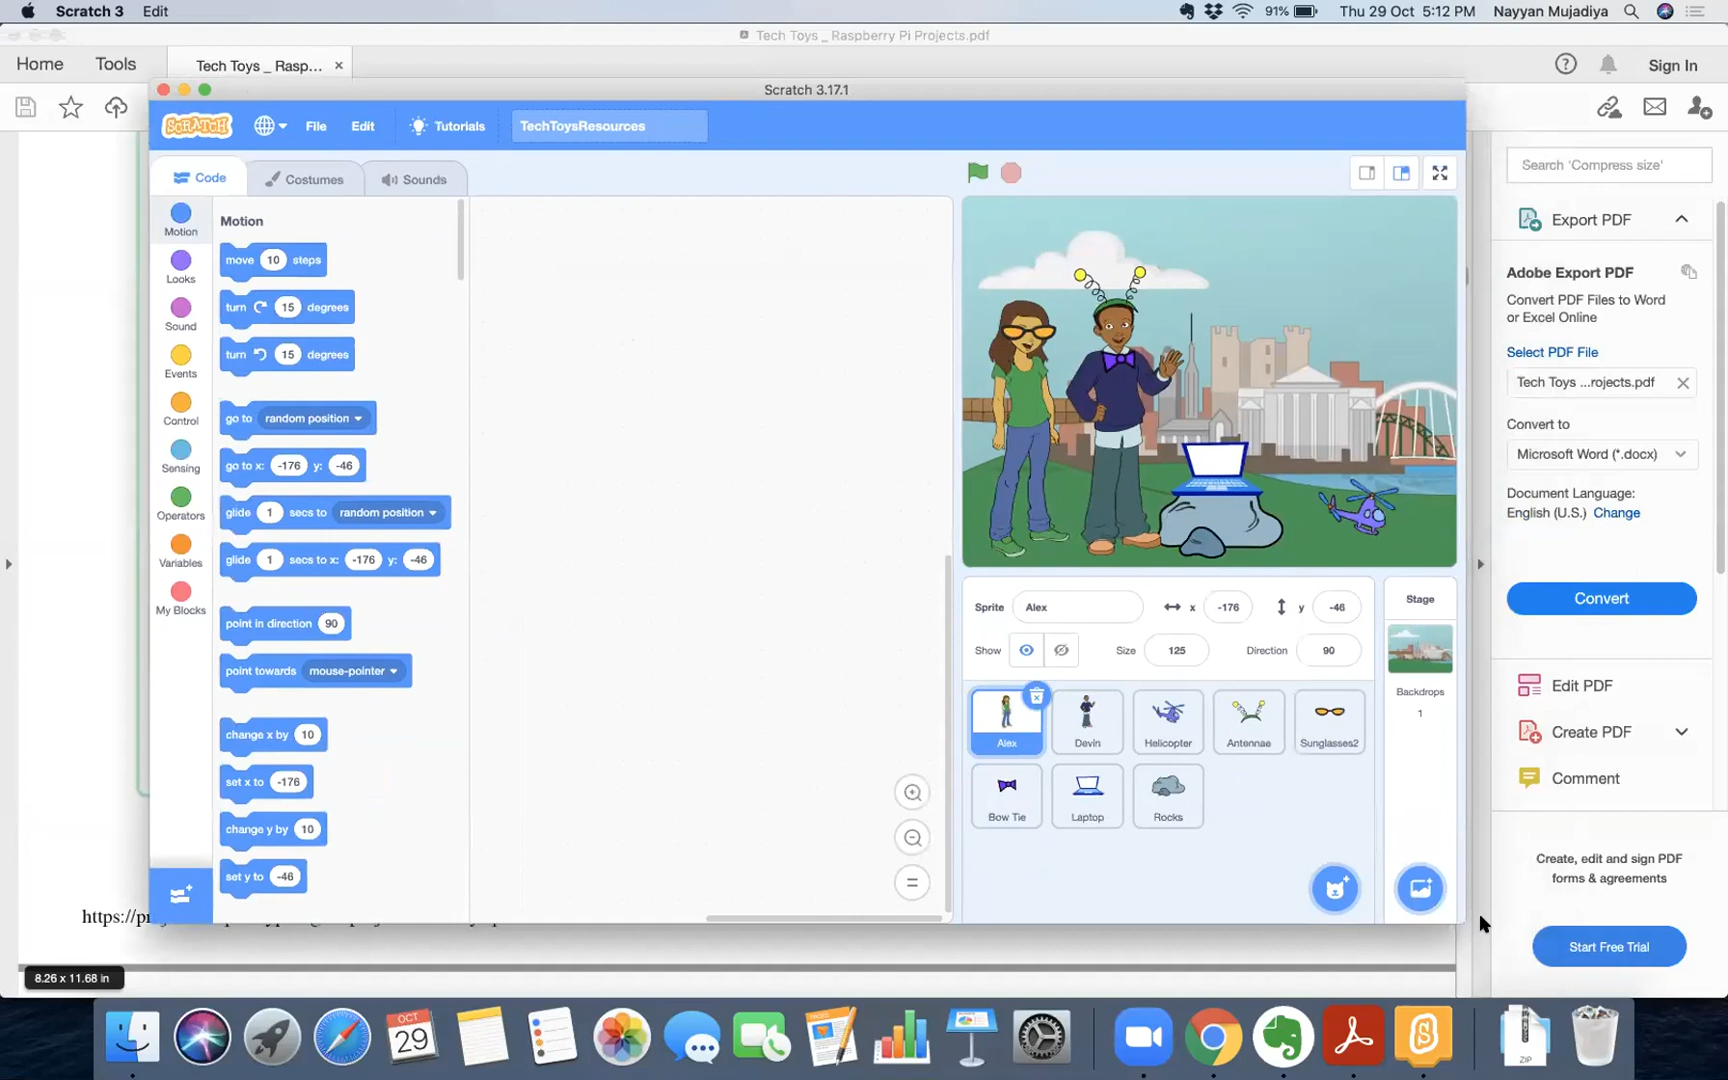 Scratch 3 Edit 91% Thu 29 Oct 5:12 PM Nayyan Mujadiya
Tech Toys _ Raspberry Pi Projects.pdf
Home Tools Tech Toys _ Rasp... × Sign In
Scratch 3.17.1
SCRATCH File Edit Tutorials TechToysResources
Search 'Compress size'
Code Costumes Sounds
Motion
Looks
Sound
Events
Control
Sensing
Operators
Variables
My Blocks
Motion
move 10 steps
turn 15 degrees
turn 15 degrees
go to random position
go to x: -176 y: -46
glide 1 secs to random position
glide 1 secs to x: -176 y: -46
point in direction 90
point towards mouse-pointer
change x by 10
set x to -176
change y by 10
set y to -46
Sprite Alex x -176 y -46
Show Size 125 Direction 90
Alex Devin Helicopter Antennae Sunglasses2
Bow Tie Laptop Rocks
Stage
Backdrops
1
Export PDF
Adobe Export PDF
Convert PDF Files to Word
or Excel Online
Select PDF File
Tech Toys ...rojects.pdf
Convert to
Microsoft Word (*.docx)
Document Language:
English (U.S.) Change
Convert
Edit PDF
Create PDF
Comment
Create, edit and sign PDF
forms & agreements
Start Free Trial
8.26 x 11.68 in
OCT
29
ZIP